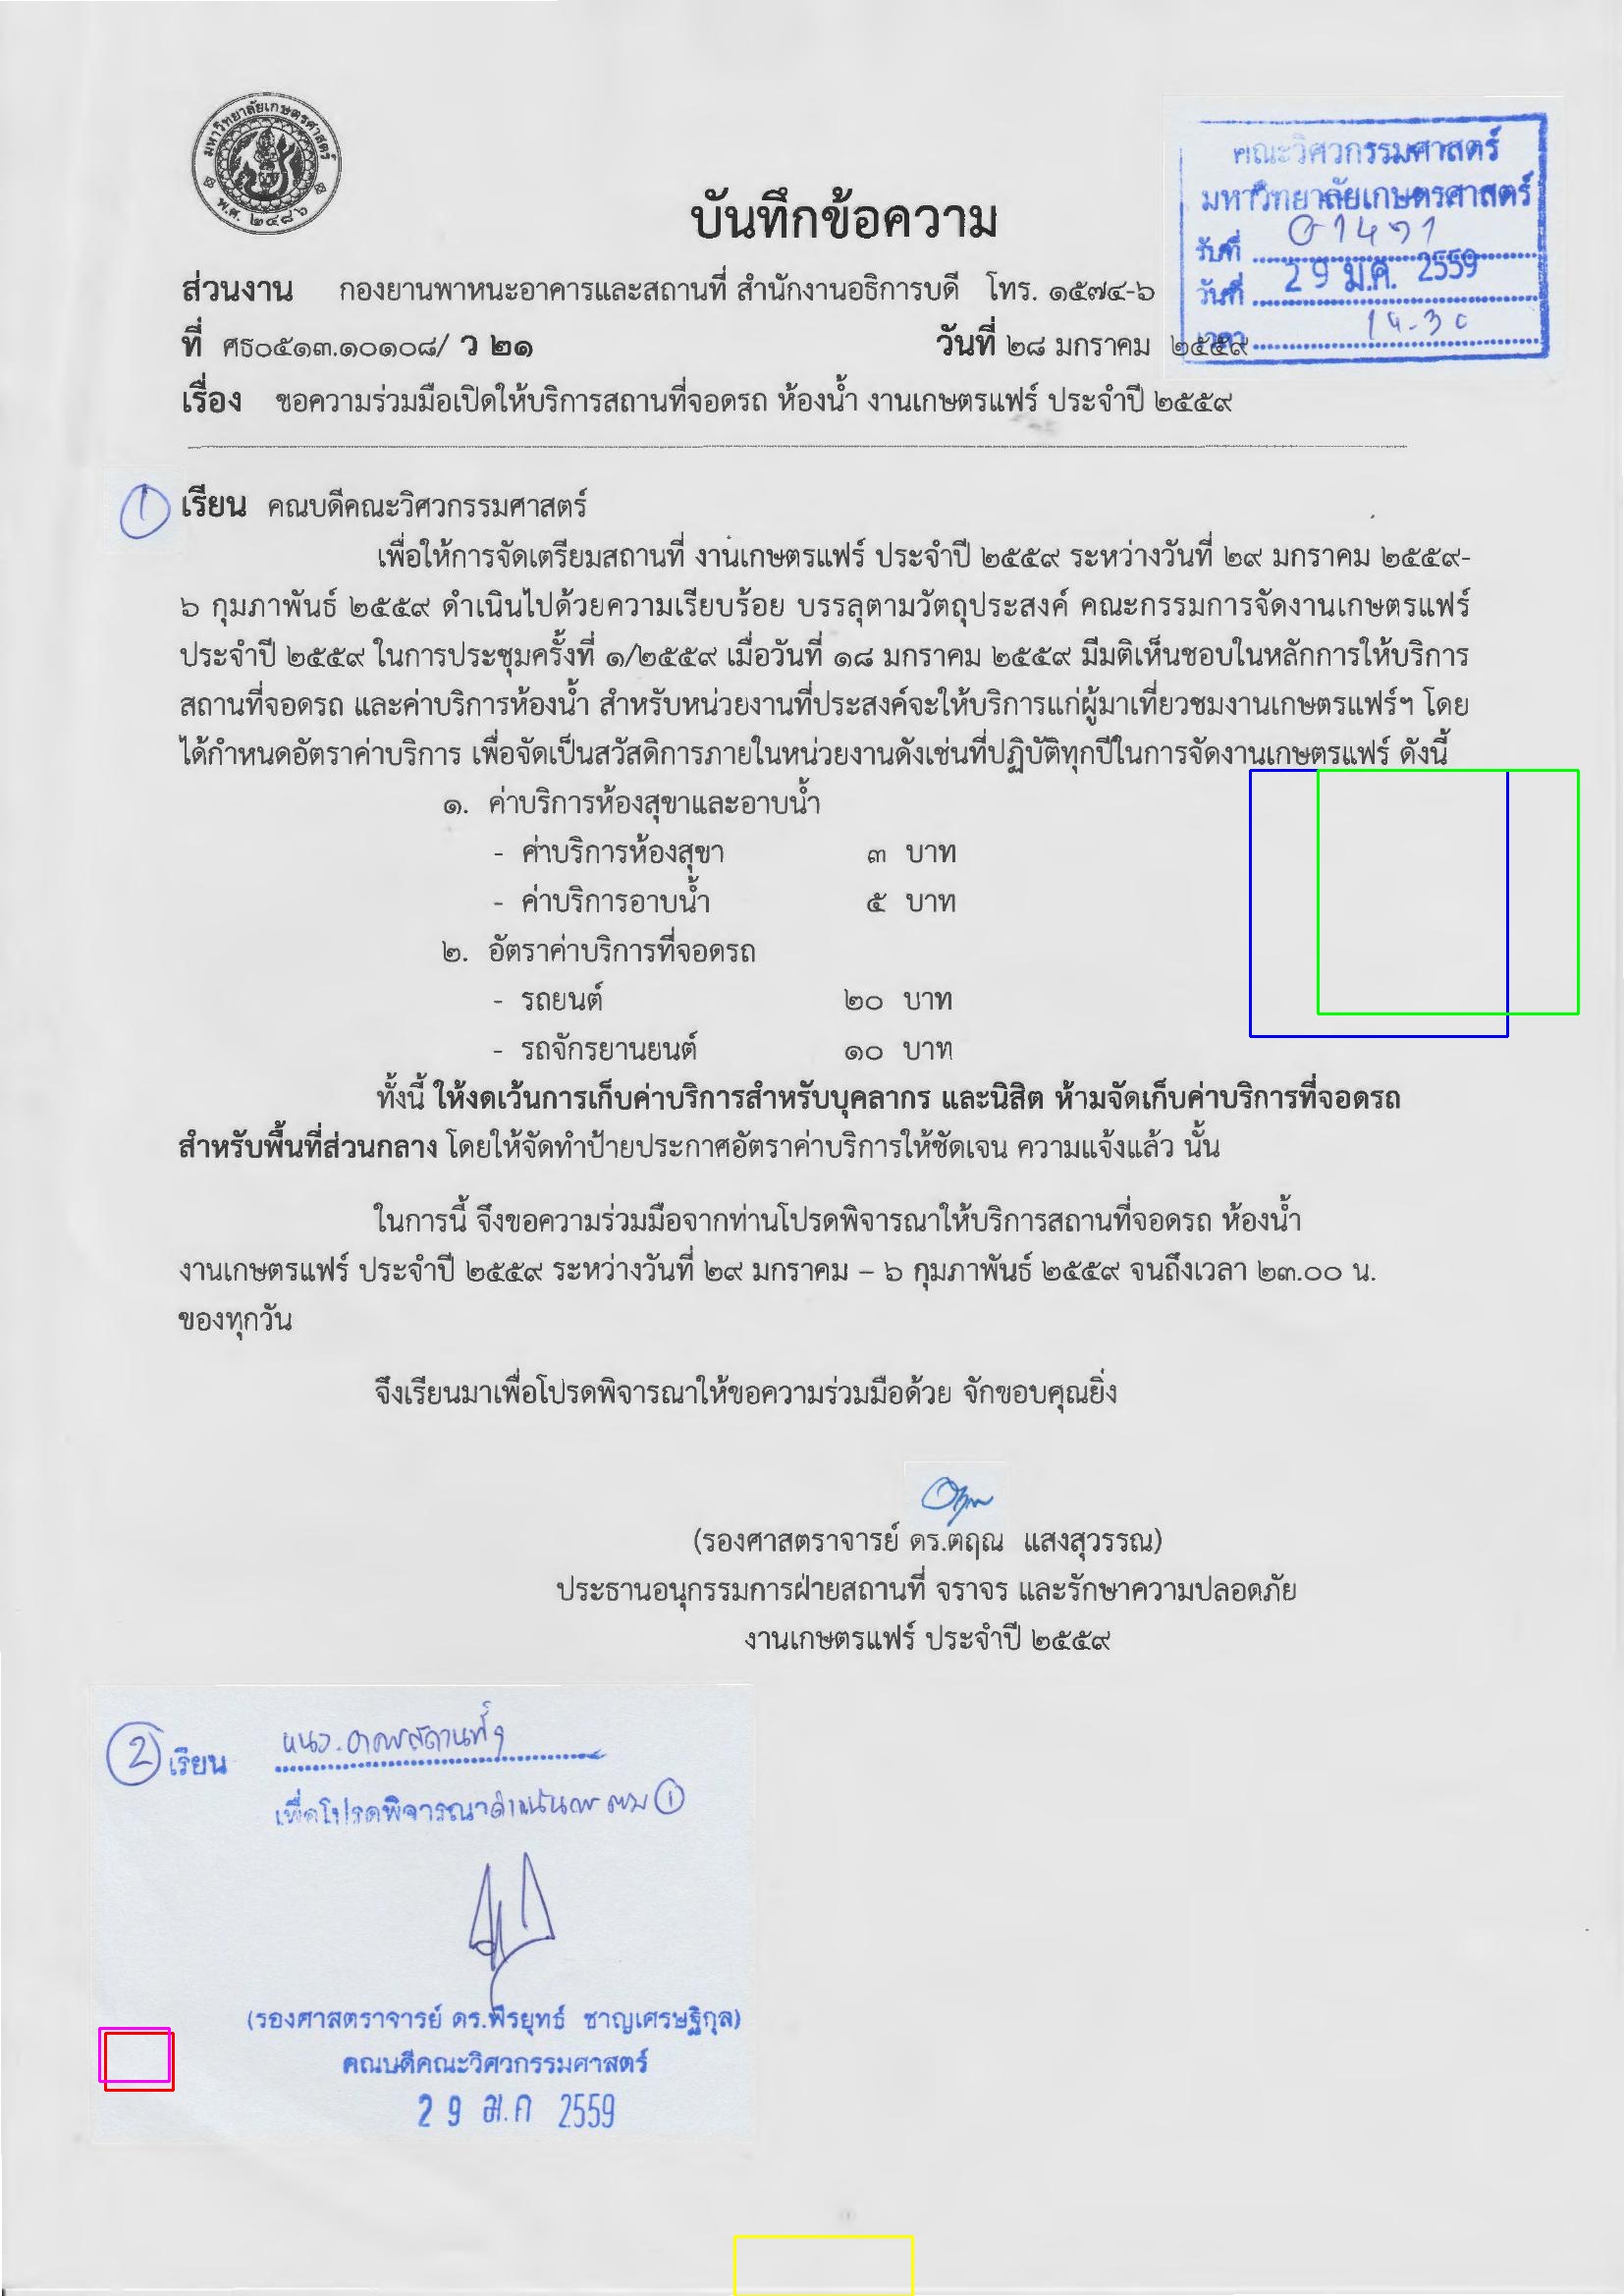 มหาวิทยาลัยเกษตรศาสตร์
พ.ศ. ๒๔๘๖
คณะวิศวกรรมศาสตร์
มหาวิทยาลัยเกษตรศาสตร์
รับที่
วันที่ 29 ม.ค. 2559
เวลา 14-30
บันทึกข้อความ
ส่วนงาน กองยานพาหนะอาคารและสถานที่ สำนักงานอธิการบดี โทร. ๑๕๗๔-๖
ที่ ศธ๐๕๑๓.๑๐๑๐๘/ ว ๒๑ วันที่ ๒๘ มกราคม ๒๕๕๙
เรื่อง ขอความร่วมมือเปิดให้บริการสถานที่จอดรถ ห้องน้ำ งานเกษตรแฟร์ ประจำปี ๒๕๕๙
1 เรียน คณบดีคณะวิศวกรรมศาสตร์
เพื่อให้การจัดเตรียมสถานที่ งานเกษตรแฟร์ ประจำปี ๒๕๕๙ ระหว่างวันที่ ๒๙ มกราคม ๒๕๕๙-
๖ กุมภาพันธ์ ๒๕๕๙ ดำเนินไปด้วยความเรียบร้อย บรรลุตามวัตถุประสงค์ คณะกรรมการจัดงานเกษตรแฟร์
ประจำปี ๒๕๕๙ ในการประชุมครั้งที่ ๑/๒๕๕๙ เมื่อวันที่ ๑๘ มกราคม ๒๕๕๙ มีมติเห็นชอบในหลักการให้บริการ
สถานที่จอดรถ และค่าบริการห้องน้ำ สำหรับหน่วยงานที่ประสงค์จะให้บริการแก่ผู้มาเที่ยวชมงานเกษตรแฟร์ฯ โดย
ได้กำหนดอัตราค่าบริการ เพื่อจัดเป็นสวัสดิการภายในหน่วยงานดังเช่นที่ปฏิบัติทุกปีในการจัดงานเกษตรแฟร์ ดังนี้
๑. ค่าบริการห้องสุขาและอาบน้ำ
- ค่าบริการห้องสุขา ๓ บาท
- ค่าบริการอาบน้ำ ๕ บาท
๒. อัตราค่าบริการที่จอดรถ
- รถยนต์ ๒๐ บาท
- รถจักรยานยนต์ ๑๐ บาท
ทั้งนี้ ให้งดเว้นการเก็บค่าบริการสำหรับบุคลากร และนิสิต ห้ามจัดเก็บค่าบริการที่จอดรถ
สำหรับพื้นที่ส่วนกลาง โดยให้จัดทำป้ายประกาศอัตราค่าบริการให้ชัดเจน ความแจ้งแล้ว นั้น
ในการนี้ จึงขอความร่วมมือจากท่านโปรดพิจารณาให้บริการสถานที่จอดรถ ห้องน้ำ
งานเกษตรแฟร์ ประจำปี ๒๕๕๙ ระหว่างวันที่ ๒๙ มกราคม – ๖ กุมภาพันธ์ ๒๕๕๙ จนถึงเวลา ๒๓.๐๐ น.
ของทุกวัน
จึงเรียนมาเพื่อโปรดพิจารณาให้ขอความร่วมมือด้วย จักขอบคุณยิ่ง
(รองศาสตราจารย์ ดร.ตฤณ แสงสุวรรณ)
ประธานอนุกรรมการฝ่ายสถานที่ จราจร และรักษาความปลอดภัย
งานเกษตรแฟร์ ประจำปี ๒๕๕๙
2 เรียน
เพื่อโปรดพิจารณาดำเนินการ ตาม 1
(รองศาสตราจารย์ ดร.พีรยุทธ์ ชาญเศรษฐิกุล)
คณบดีคณะวิศวกรรมศาสตร์
29 ม.ค 2559